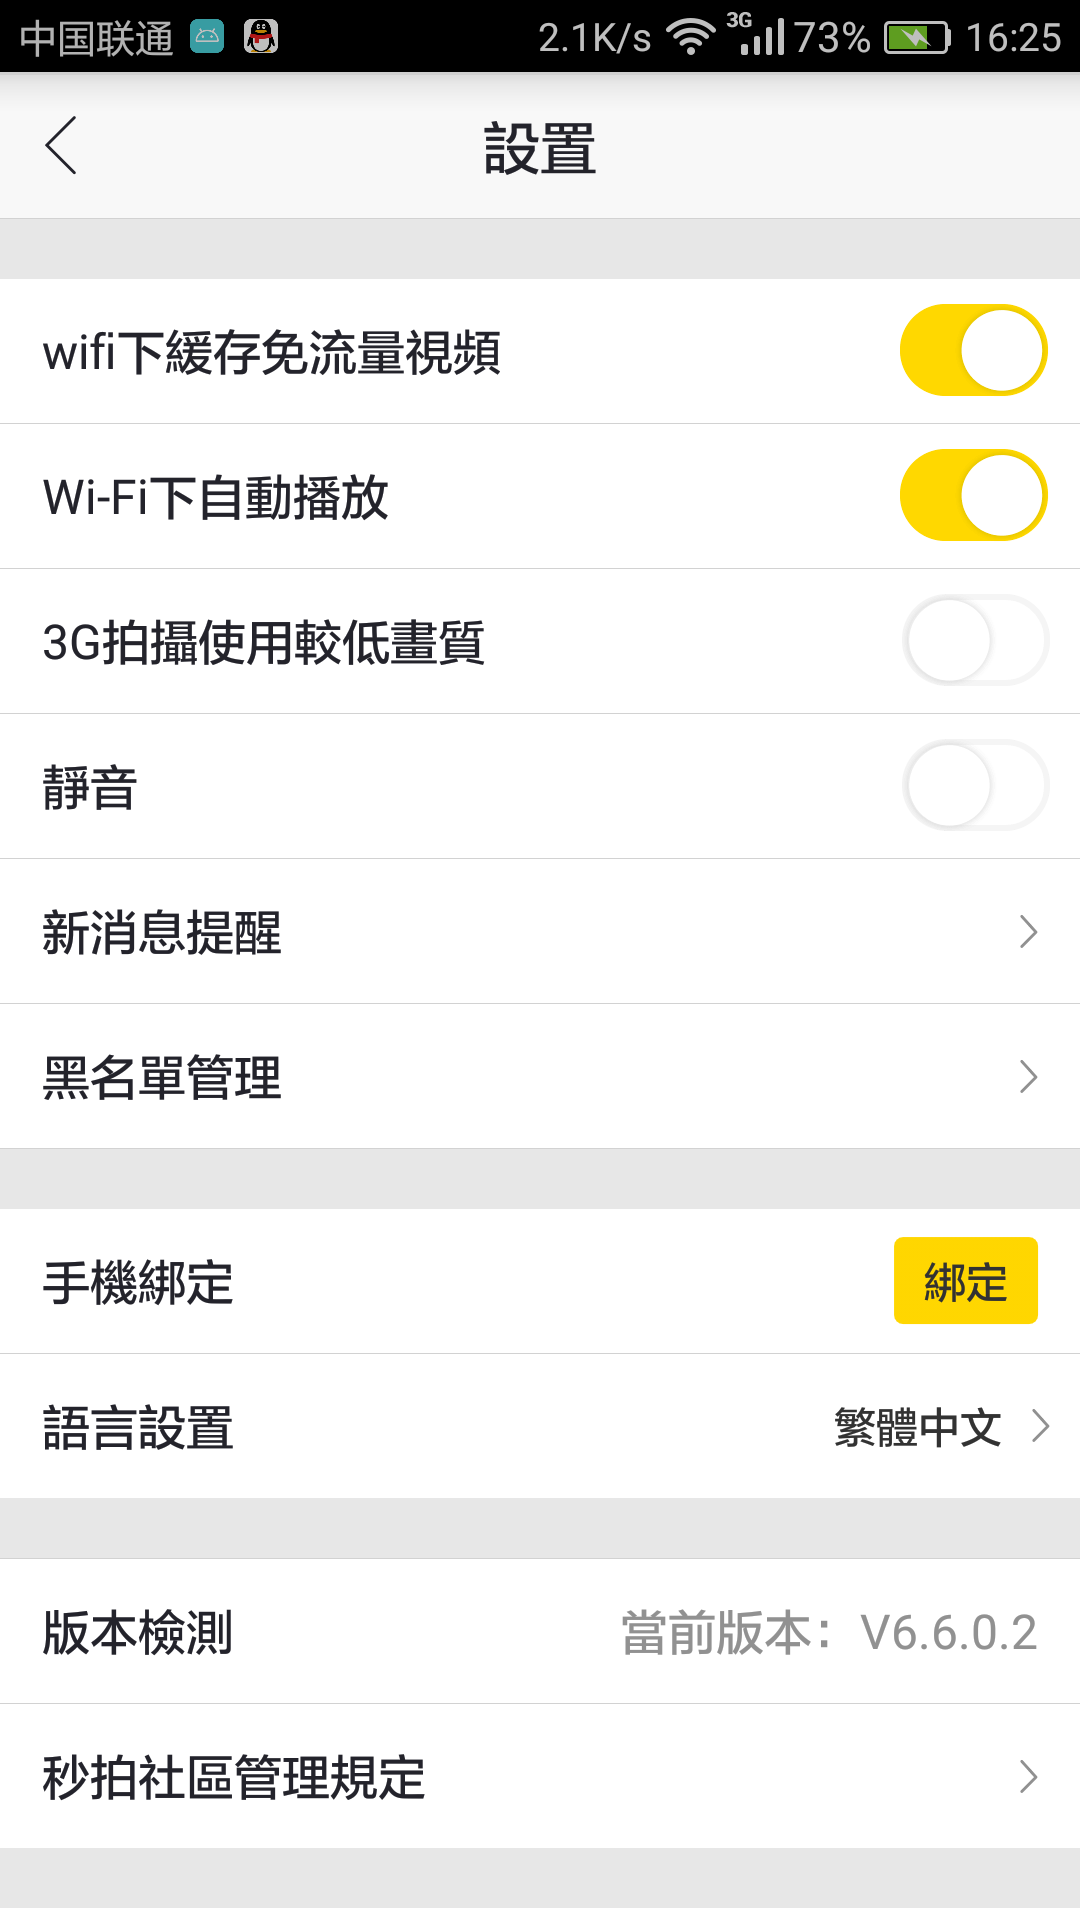 中国联通 2.1K/s 3G 73% 16:25
設置
wifi下緩存免流量視頻
Wi-Fi下自動播放
3G拍攝使用較低畫質
靜音
新消息提醒
黑名單管理
手機綁定 綁定
語言設置 繁體中文
版本檢測 當前版本：V6.6.0.2
秒拍社區管理規定